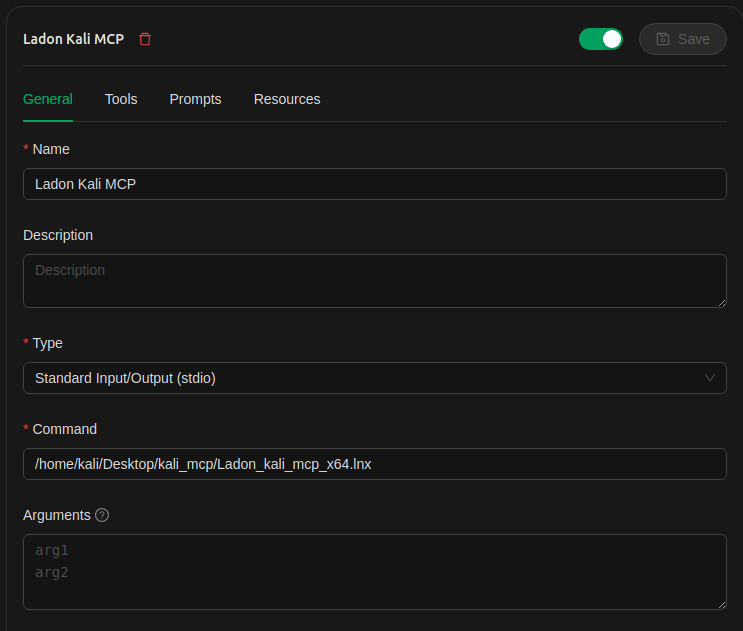 Ladon Kali MCP
Save
General Tools Prompts Resources
* Name
Ladon Kali MCP
Description
Description
* Type
Standard Input/Output (stdio)
* Command
/home/kali/Desktop/kali_mcp/Ladon_kali_mcp_x64.lnx
Arguments ?
arg1
arg2